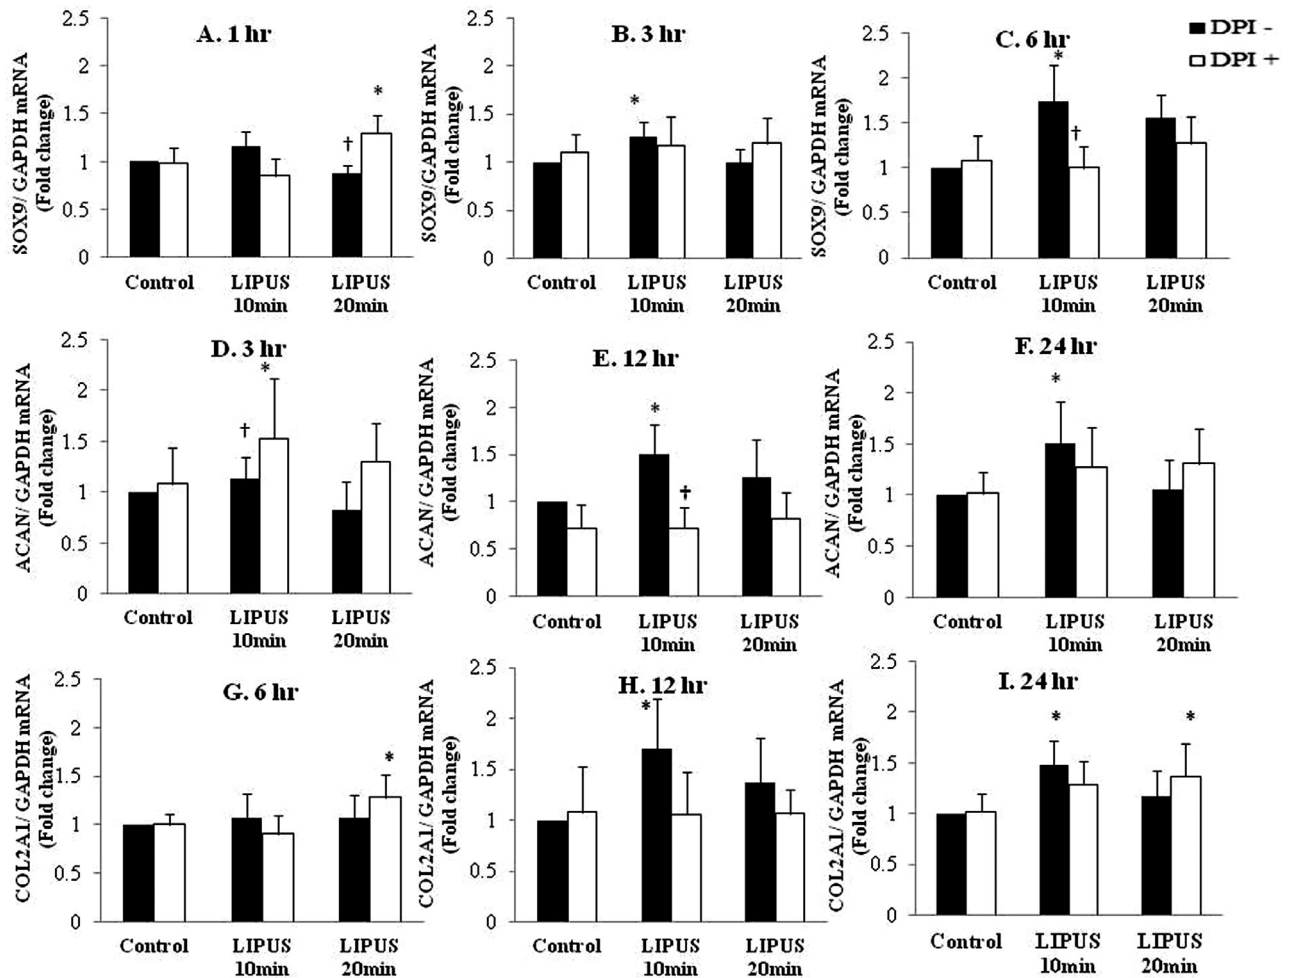 A. 1 hr
SOX9/ GAPDH mRNA
(Fold change)
2.5
2
1.5
1
0.5
0
*
†
Control
LIPUS
10min
LIPUS
20min
B. 3 hr
SOX9/GAPDH mRNA
(Fold change)
2.5
2
1.5
1
0.5
0
*
Control
LIPUS
10min
LIPUS
20min
C. 6 hr
SOX9/ GAPDH mRNA
(Fold change)
2.5
2
1.5
1
0.5
0
*
†
Control
LIPUS
10min
LIPUS
20min
DPI -
DPI +
D. 3 hr
ACAN/ GAPDH mRNA
(Fold change)
2.5
2
1.5
1
0.5
0
*
†
Control
LIPUS
10min
LIPUS
20min
E. 12 hr
ACAN/ GAPDH mRNA
(Fold change)
2.5
2
1.5
1
0.5
0
*
†
Control
LIPUS
10min
LIPUS
20min
F. 24 hr
ACAN/ GAPDH mRNA
(Fold change)
2.5
2
1.5
1
0.5
0
*
Control
LIPUS
10min
LIPUS
20min
G. 6 hr
COL2A1/ GAPDH mRNA
(Fold change)
2.5
2
1.5
1
0.5
0
*
Control
LIPUS
10min
LIPUS
20min
H. 12 hr
COL2A1/ GAPDH mRNA
(Fold change)
2.5
2
1.5
1
0.5
0
*
Control
LIPUS
10min
LIPUS
20min
I. 24 hr
COL2A1/ GAPDH mRNA
(Fold change)
2.5
2
1.5
1
0.5
0
*
*
Control
LIPUS
10min
LIPUS
20min